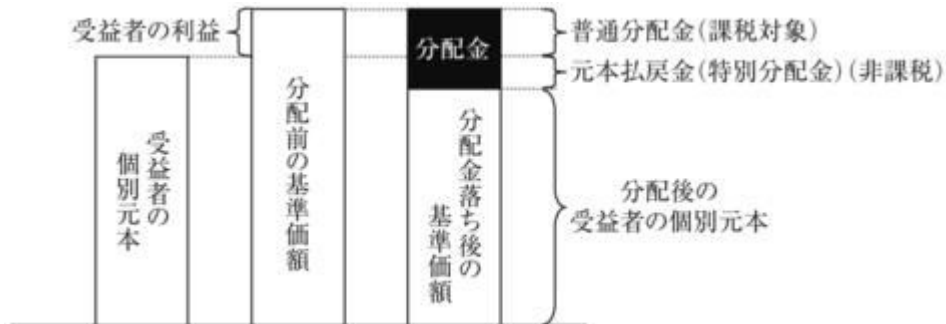 受益者の利益
分配金
普通分配金(課税対象)
元本払戻金(特別分配金)(非課税)
受益者の
個別元本
分配前の基準価額
分配金落ち後の
基準価額
分配後の
受益者の個別元本